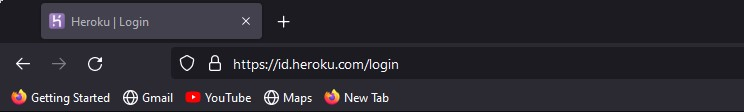 Heroku | Login
https://id.heroku.com/login
Getting Started Gmail YouTube Maps New Tab